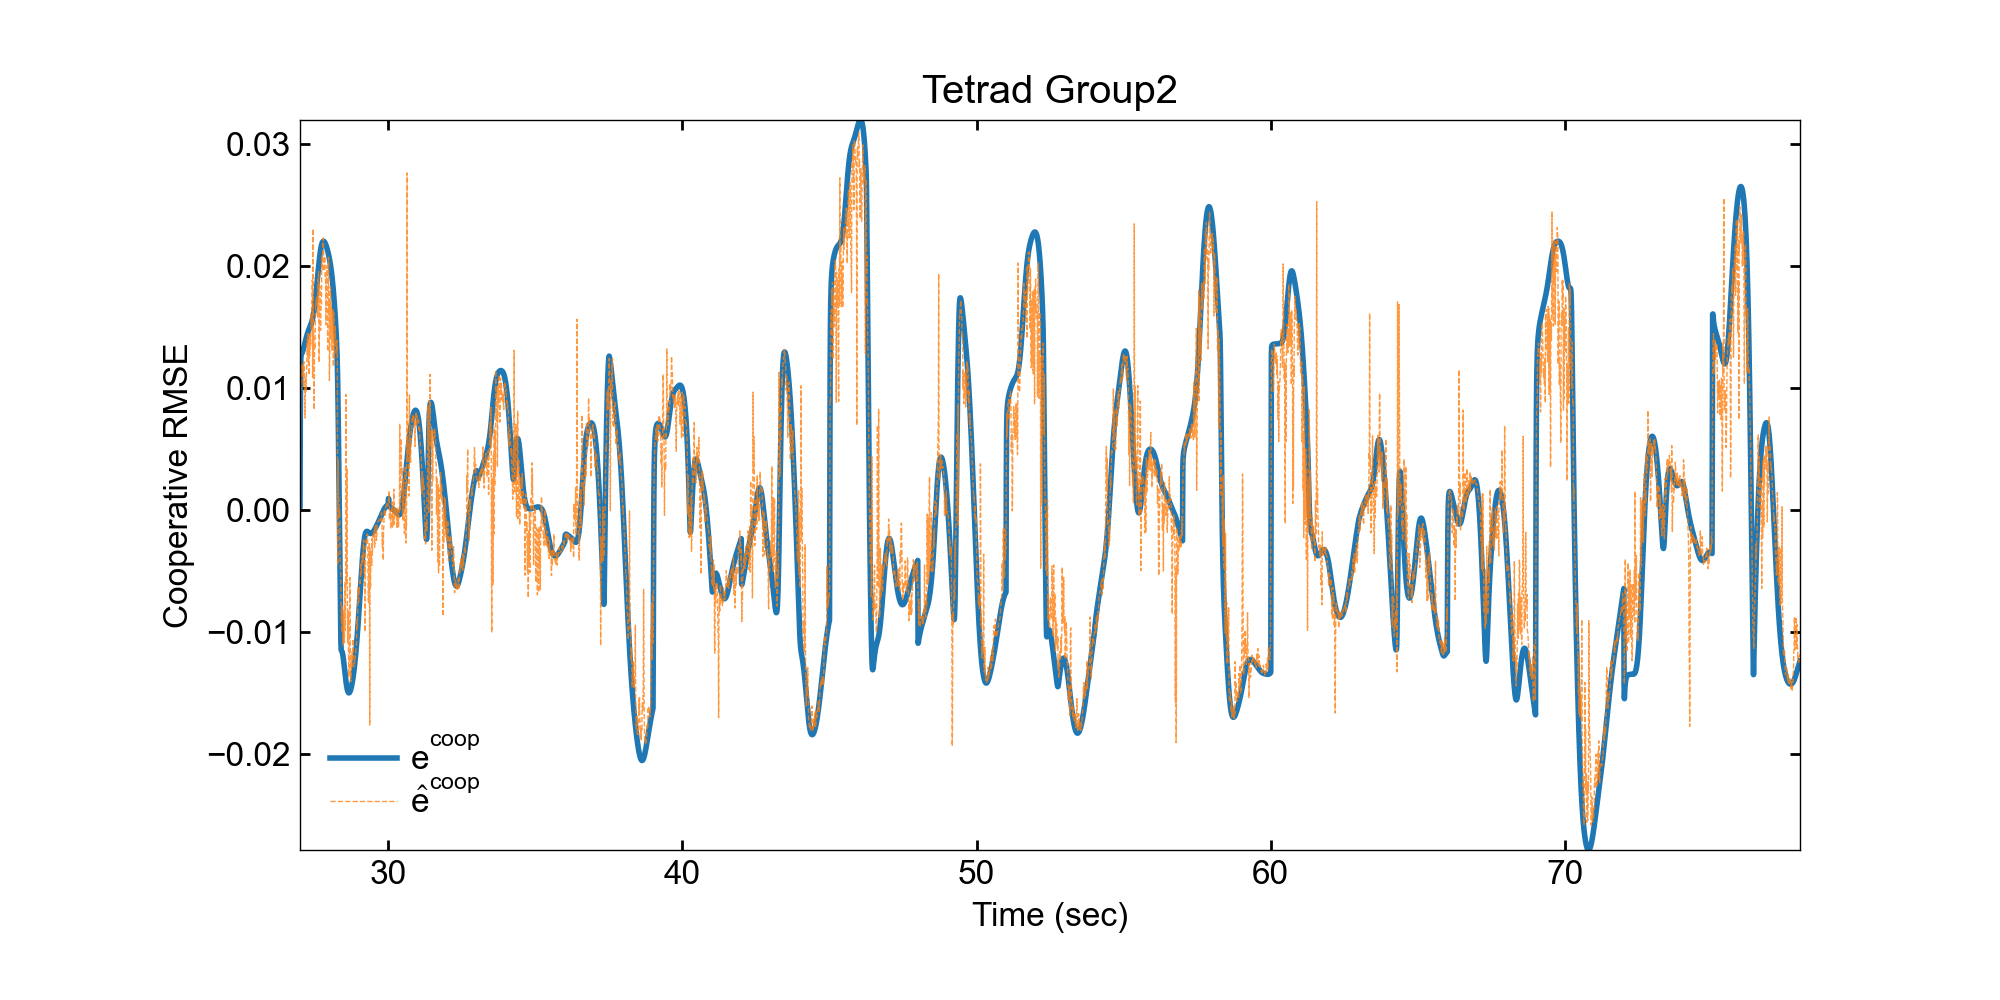 Tetrad Group2
Cooperative RMSE
0.03
0.02
0.01
0.00
−0.01
−0.02
e^coop
ê^coop
30 40 50 60 70
Time (sec)